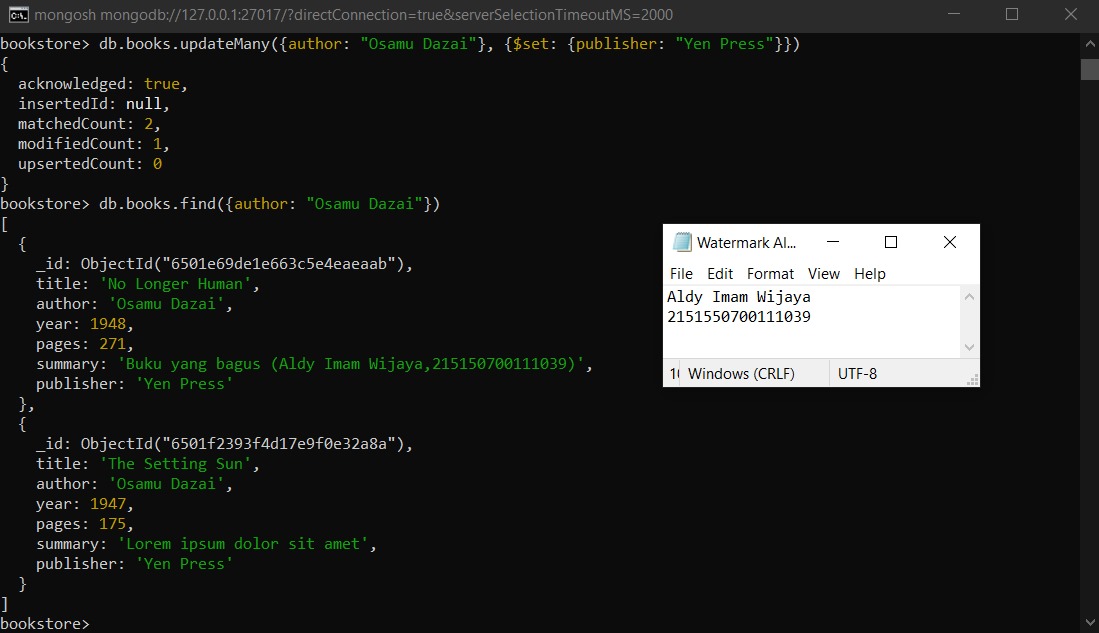 mongosh mongodb://127.0.0.1:27017/?directConnection=true&serverSelectionTimeoutMS=2000
bookstore> db.books.updateMany({author: "Osamu Dazai"}, {$set: {publisher: "Yen Press"}})
{
  acknowledged: true,
  insertedId: null,
  matchedCount: 2,
  modifiedCount: 1,
  upsertedCount: 0
}
bookstore> db.books.find({author: "Osamu Dazai"})
[
  {
    _id: ObjectId("6501e69de1e663c5e4eaeaab"),
    title: 'No Longer Human',
    author: 'Osamu Dazai',
    year: 1948,
    pages: 271,
    summary: 'Buku yang bagus (Aldy Imam Wijaya,215150700111039)',
    publisher: 'Yen Press'
  },
  {
    _id: ObjectId("6501f2393f4d17e9f0e32a8a"),
    title: 'The Setting Sun',
    author: 'Osamu Dazai',
    year: 1947,
    pages: 175,
    summary: 'Lorem ipsum dolor sit amet',
    publisher: 'Yen Press'
  }
]
bookstore>
Watermark Al...
File Edit Format View Help
Aldy Imam Wijaya
2151550700111039
Windows (CRLF) UTF-8